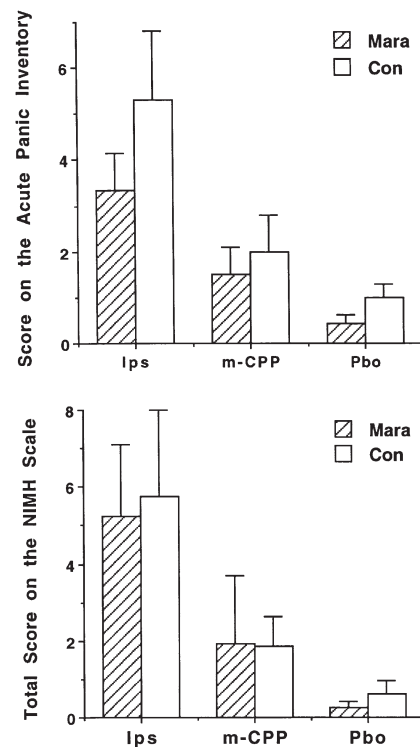 Score on the Acute Panic Inventory
Mara
Con
6
4
2
0
Ips m-CPP Pbo
Total Score on the NIMH Scale
Mara
Con
8
6
4
2
0
Ips m-CPP Pbo